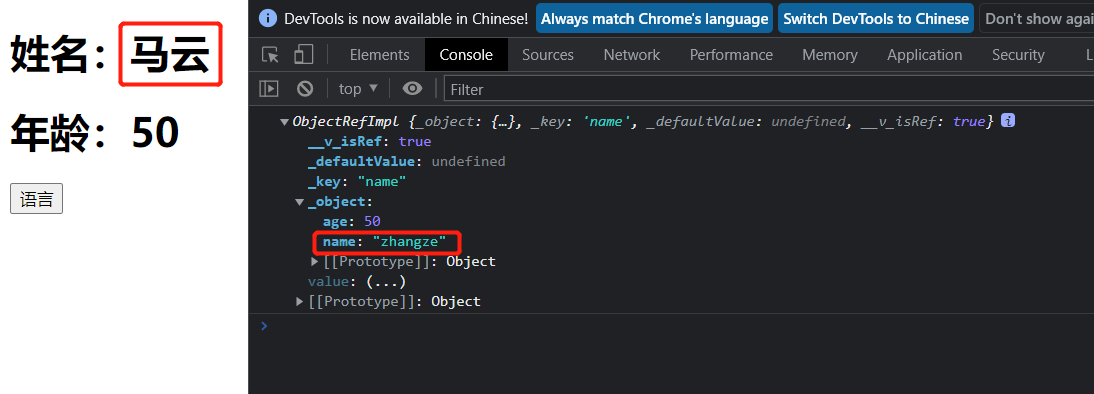 姓名：马云
年龄：50
语言
DevTools is now available in Chinese! Always match Chrome's language Switch DevTools to Chinese Don't show agai
Elements Console Sources Network Performance Memory Application Security L
top ▼ Filter
▼ObjectRefImpl {_object: {…}, _key: 'name', _defaultValue: undefined, __v_isRef: true} i
__v_isRef: true
_defaultValue: undefined
_key: "name"
▼_object:
age: 50
name: "zhangze"
▶[[Prototype]]: Object
value: (...)
▶[[Prototype]]: Object
>